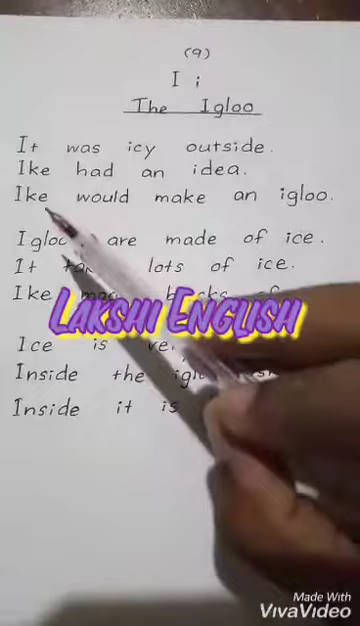 (9)
I i
The Igloo
It was icy outside.
Ike had an idea.
Ike would make an igloo.
are made of ice.
It lots of ice.
Ike
LAKSHI ENGLISH
Ice is
Inside the
Inside it is
Made With
VivaVideo